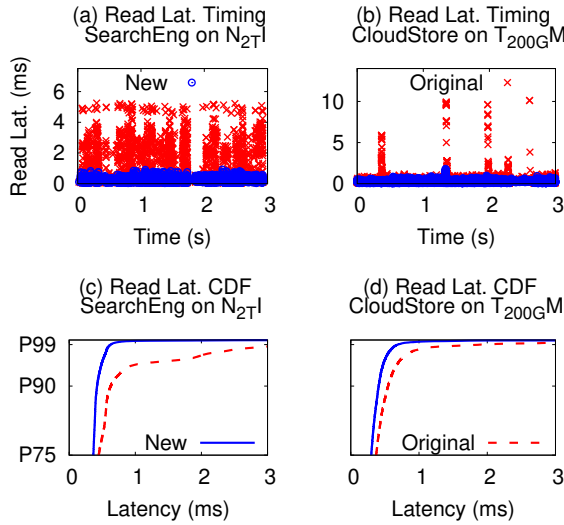 (a) Read Lat. Timing
SearchEng on N2TI
(b) Read Lat. Timing
CloudStore on T200GM
Read Lat. (ms)
6
4
2
0
New
0 1 2 3
Time (s)
10
5
0
Original
0 1 2 3
Time (s)
(c) Read Lat. CDF
SearchEng on N2TI
(d) Read Lat. CDF
CloudStore on T200GM
P99
P90
P75
New
0 1 2 3
Latency (ms)
Original
0 1 2 3
Latency (ms)